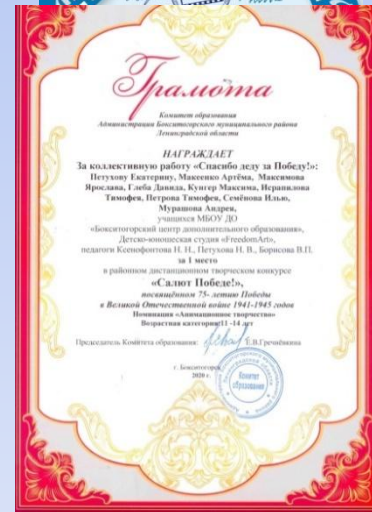 Грамота
Комитет образования
Администрации Бокситогорского муниципального района
Ленинградской области
НАГРАЖДАЕТ
За коллективную работу «Спасибо деду за Победу!»:
Петухову Екатерину, Макеенко Артёма, Максимова
Ярослава, Глеба Давида, Кунгер Максима, Исрапилова
Тимофея, Петрова Тимофея, Семёнова Илью,
Мурашова Андрея,
учащихся МБОУ ДО
«Бокситогорский центр дополнительного образования»,
Детско-юношеская студия «FreedomArt»,
педагоги Ксенофонтова Н. Н., Петухова Н. В., Борисова В.П.
за 1 место
в районном дистанционном творческом конкурсе
«Салют Победе!»,
посвящённом 75- летию Победы
в Великой Отечественной войне 1941-1945 годов
Номинация «Анимационное творчество»
Возрастная категория:11 -14 лет
Председатель Комитета образования: Е.В.Гречнёвкина
г. Бокситогорск
2020 г.
Комитет
образования